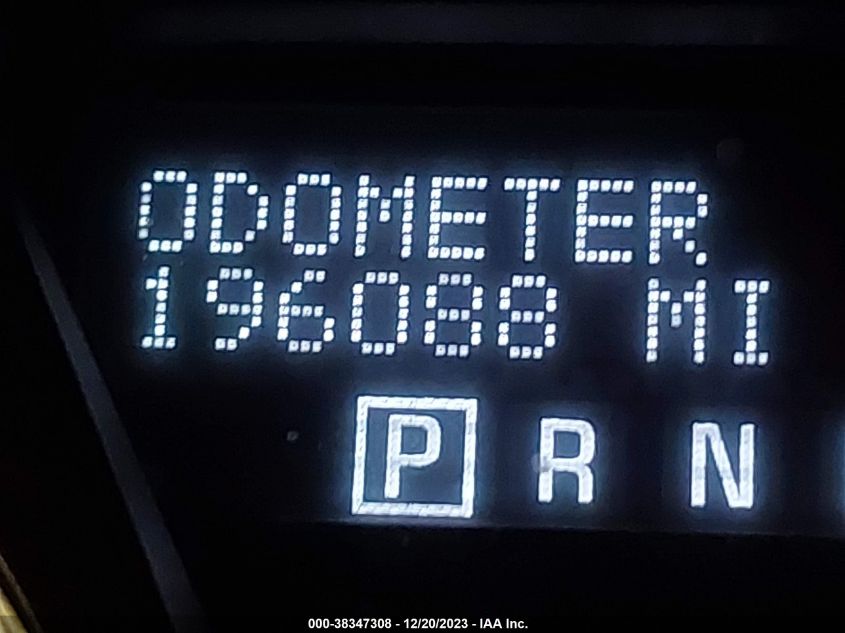 ODOMETER
196088 MI
P R N
000-38347308 - 12/20/2023 - IAA Inc.